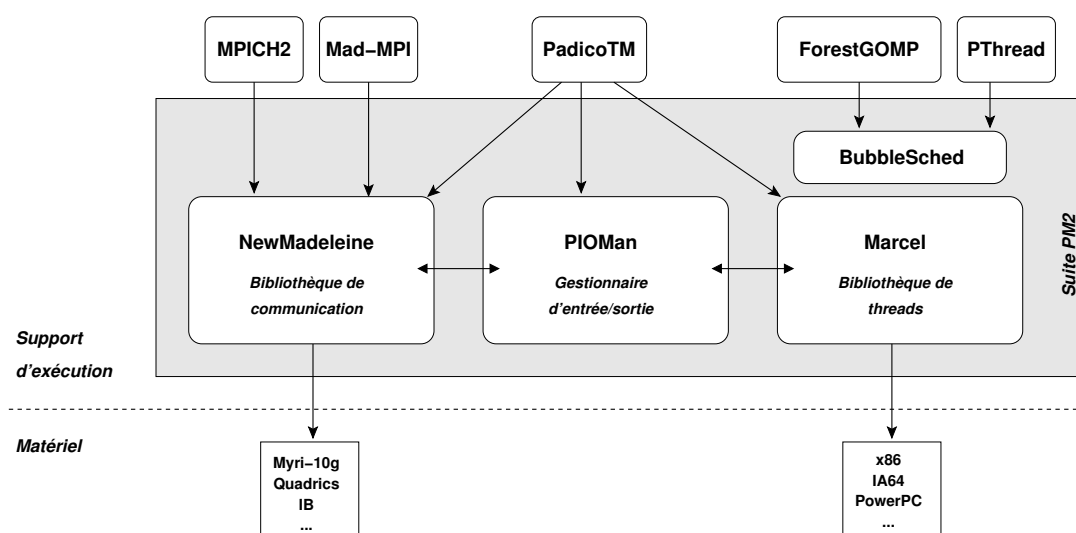 MPICH2
Mad−MPI
PadicoTM
ForestGOMP
PThread
BubbleSched
NewMadeleine
Bibliothèque de
communication
PIOMan
Gestionnaire
d'entrée/sortie
Marcel
Bibliothèque de
threads
Suite PM2
Support
d'exécution
Matériel
Myri−10g
Quadrics
IB
...
x86
IA64
PowerPC
...